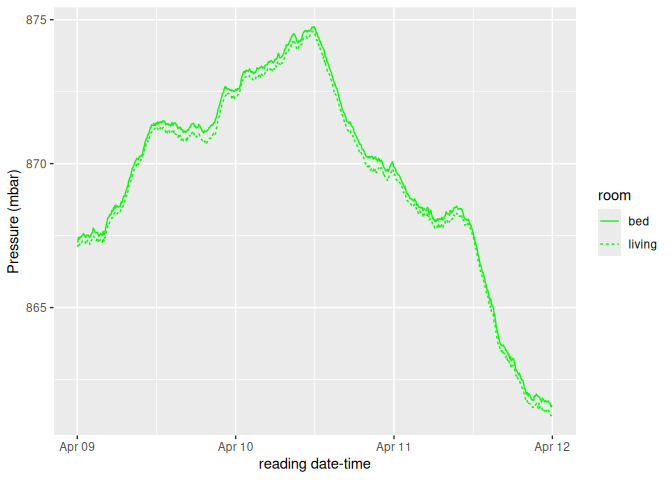 875
870
865
Pressure (mbar)
Apr 09
Apr 10
Apr 11
Apr 12
reading date-time
room
bed
living